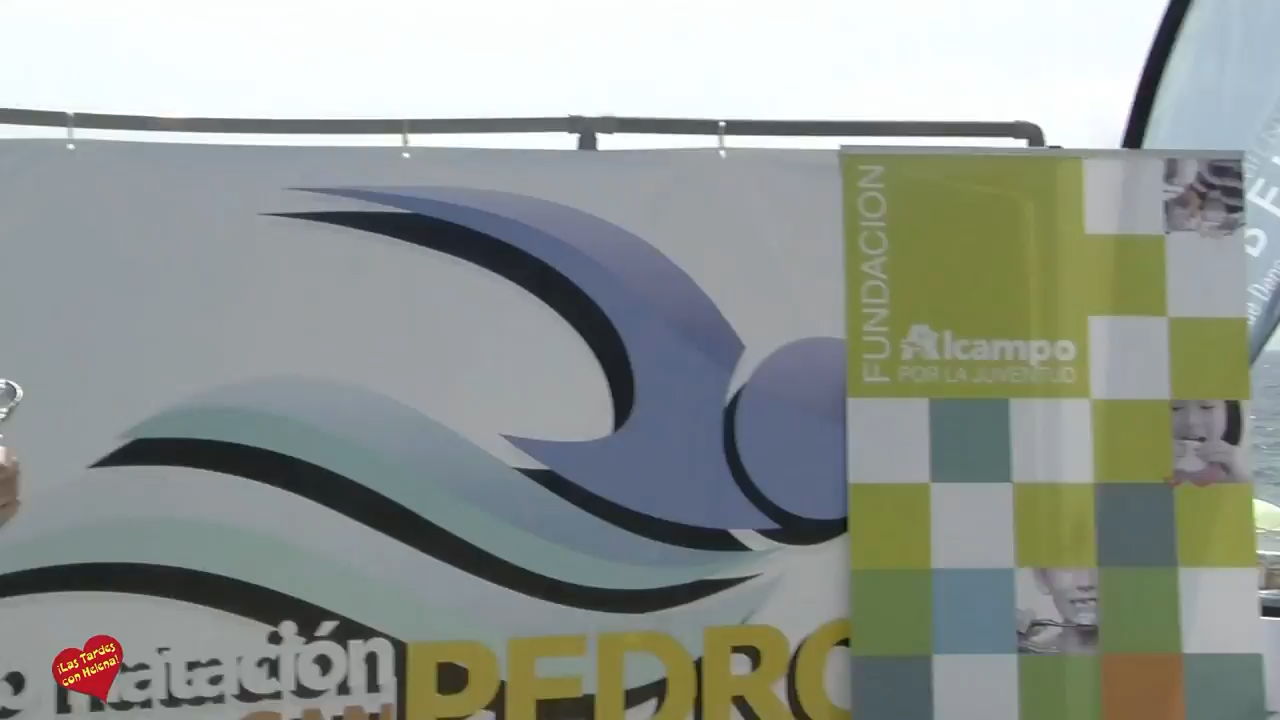 FUNDACION
Alcampo
POR LA JUVENTUD
natación
PEDRO
¡Las Tardes
con Helena!